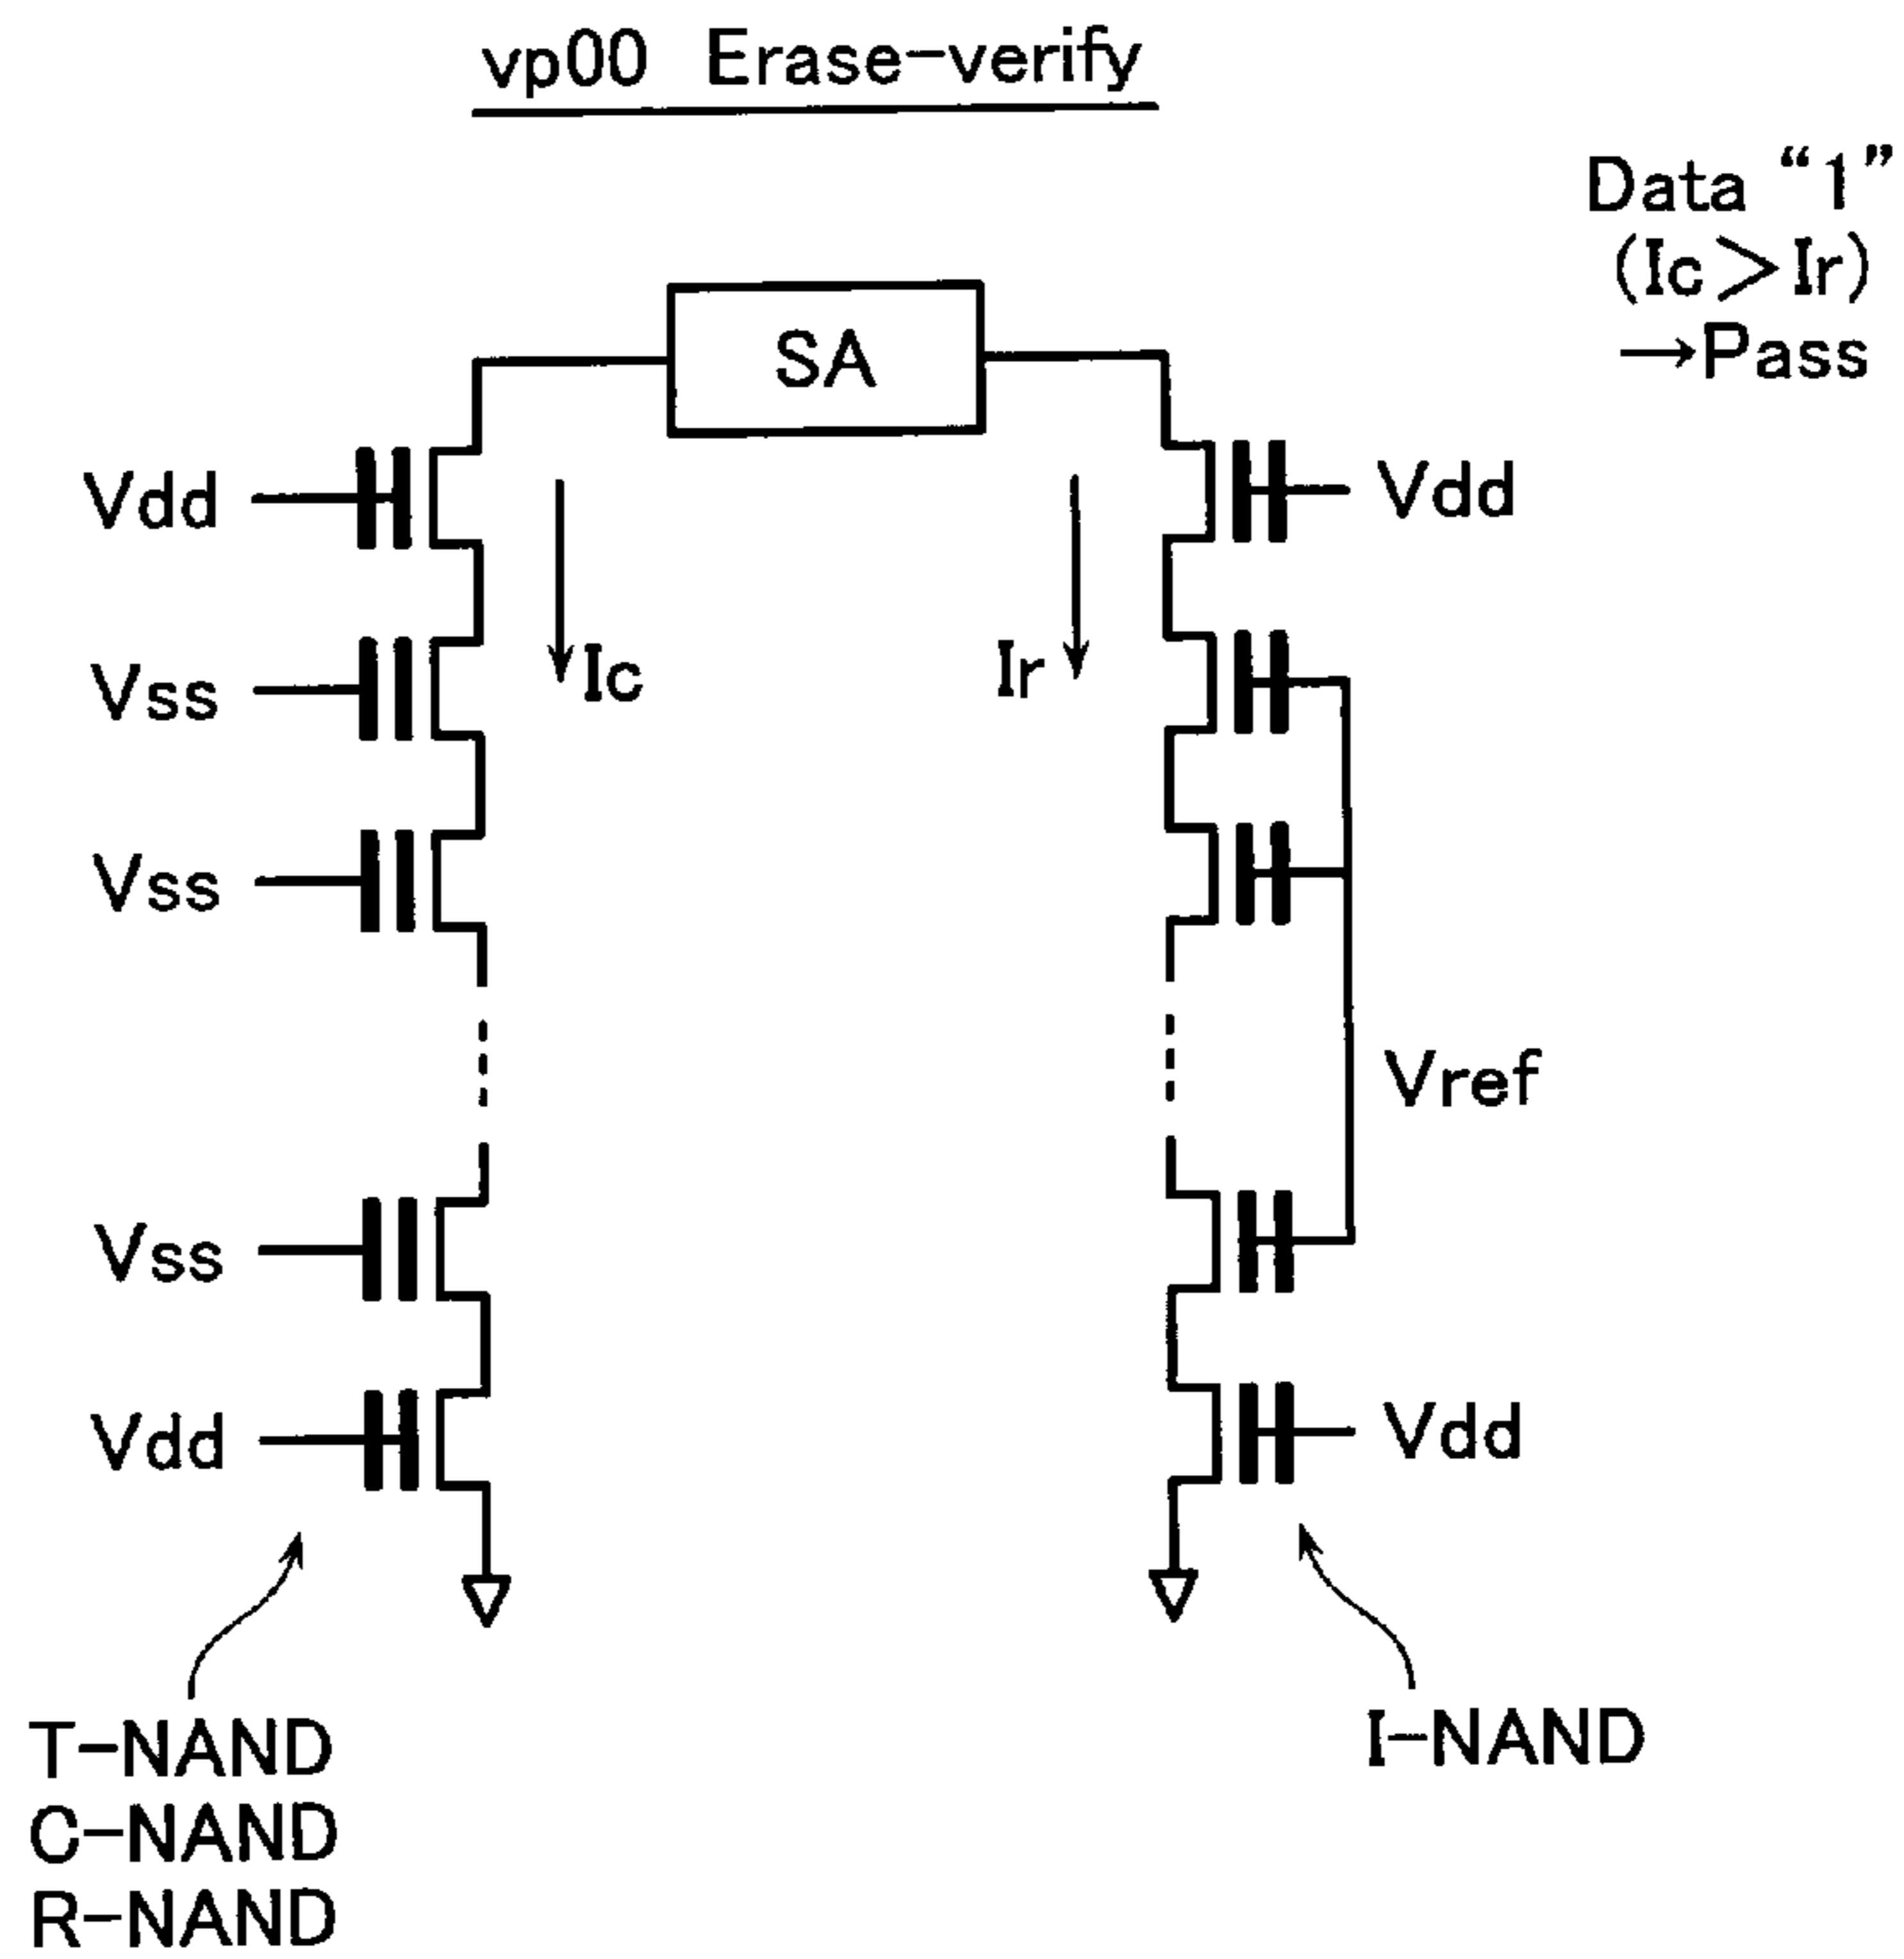 vp00 Erase-verify
Data “1”
(Ic＞Ir)
→Pass
SA
Vdd
Vdd
Ic
Ir
Vss
Vss
Vref
Vss
Vdd
Vdd
T-NAND
C-NAND
R-NAND
I-NAND